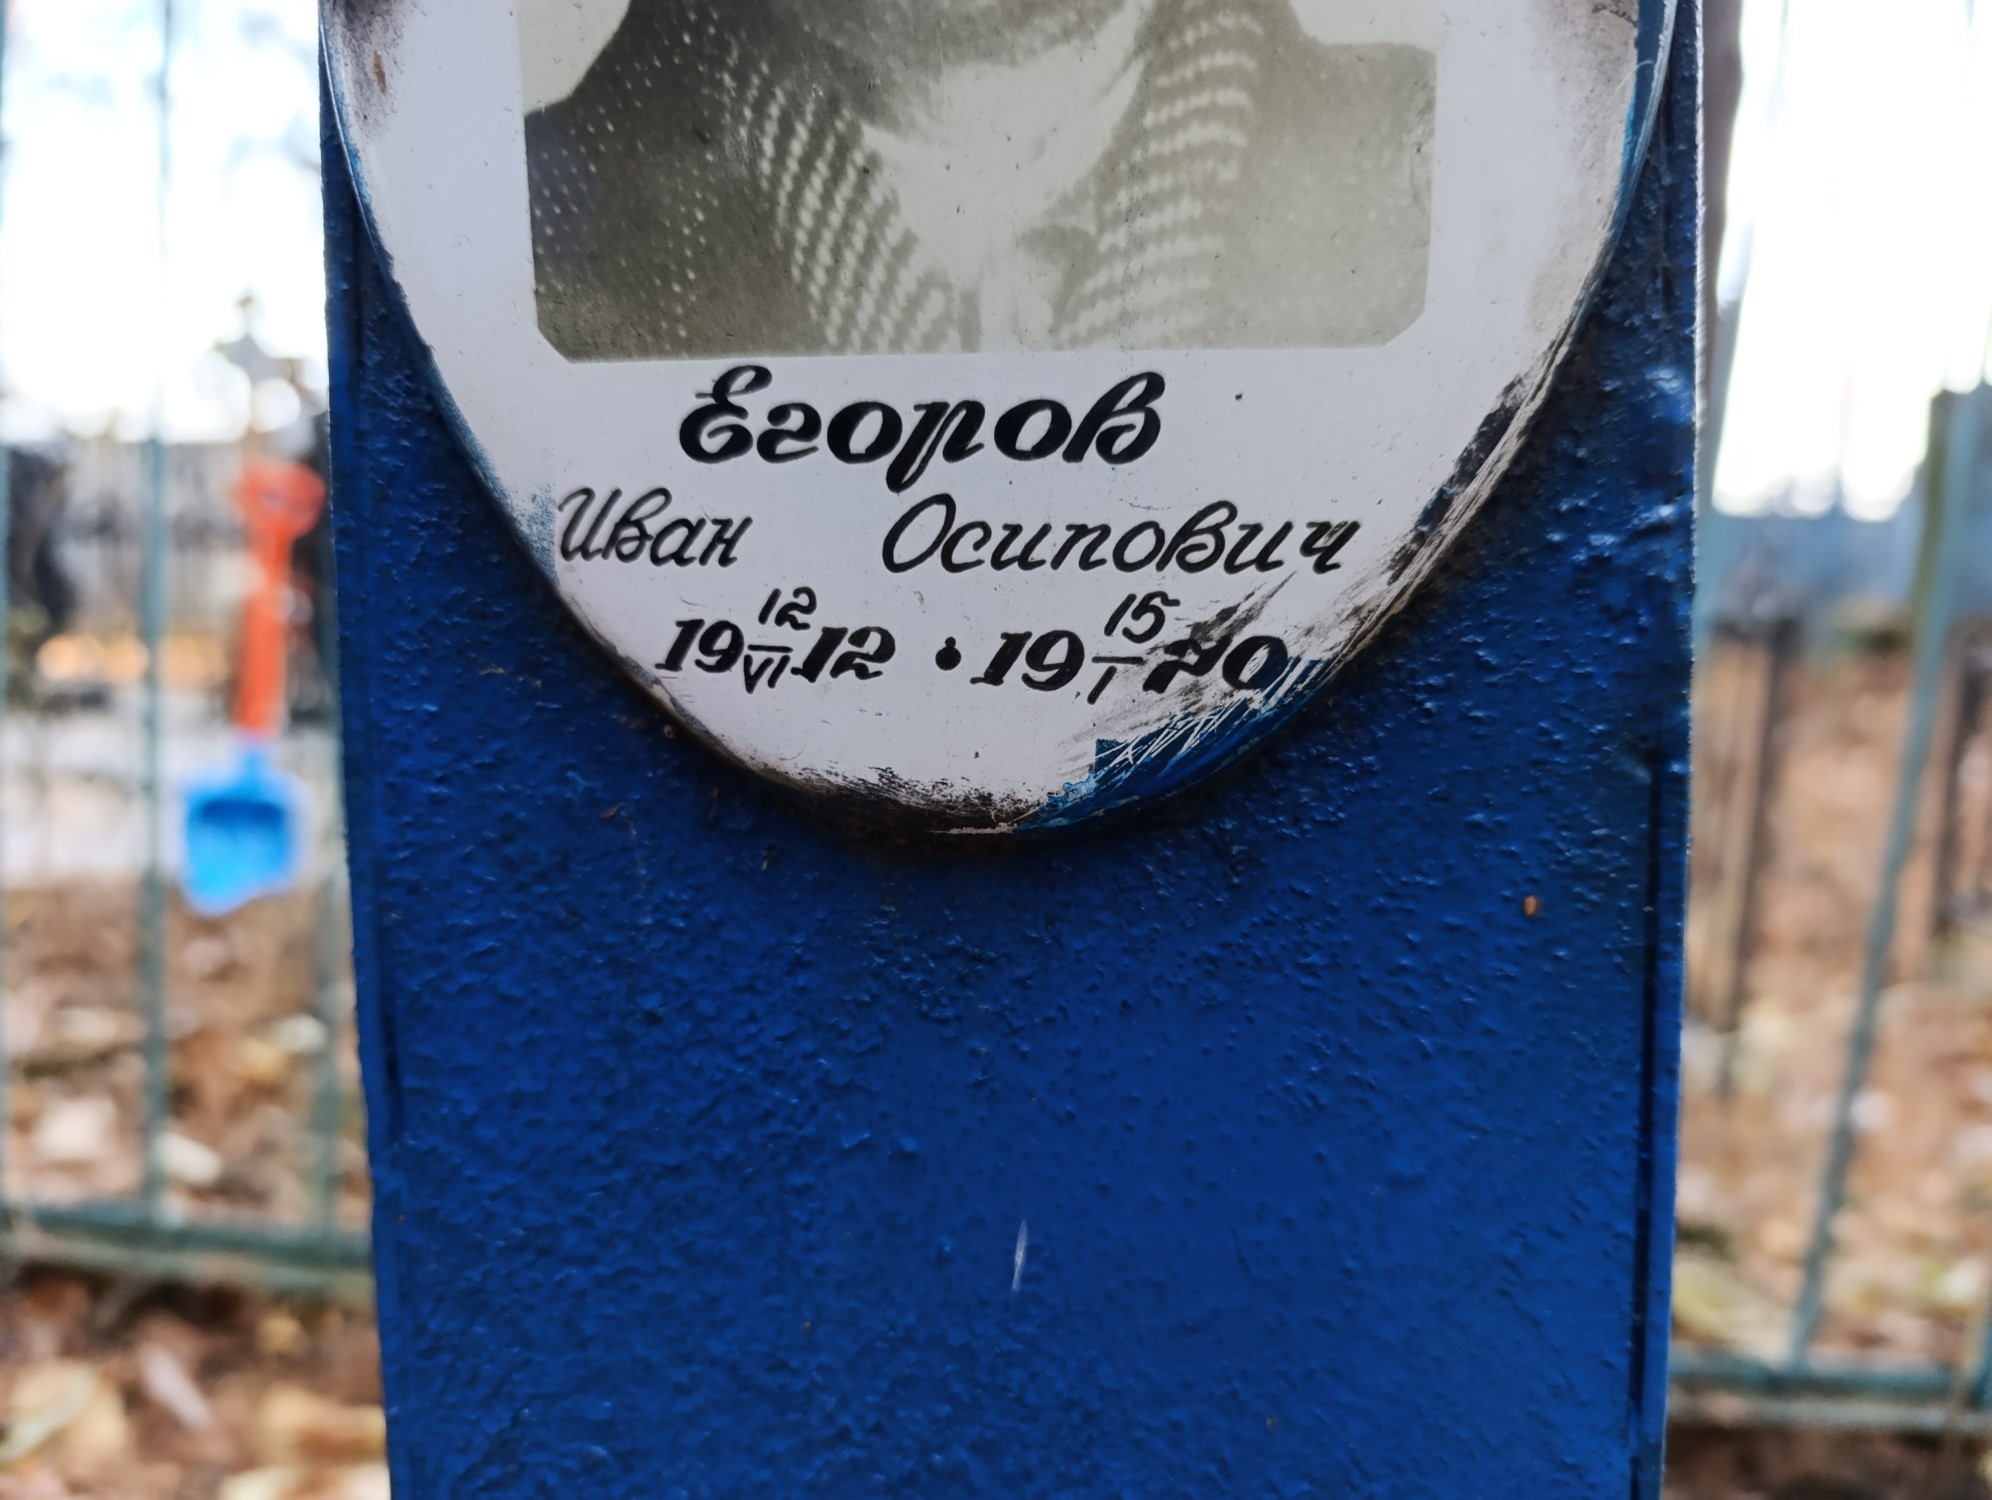 Егоров
Иван Осипович
19 12/VI 12 • 19 15/I 70